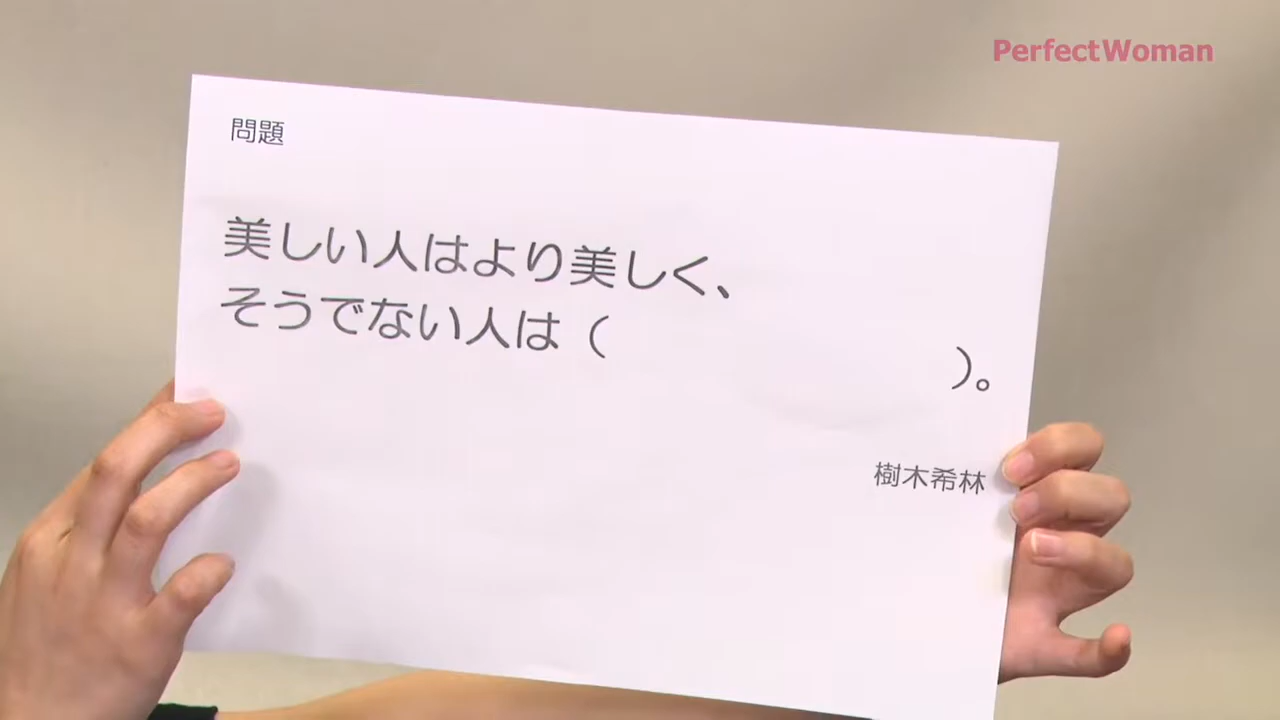 PerfectWoman
問題
美しい人はより美しく、
そうでない人は（　　　　　　　）。
樹木希林